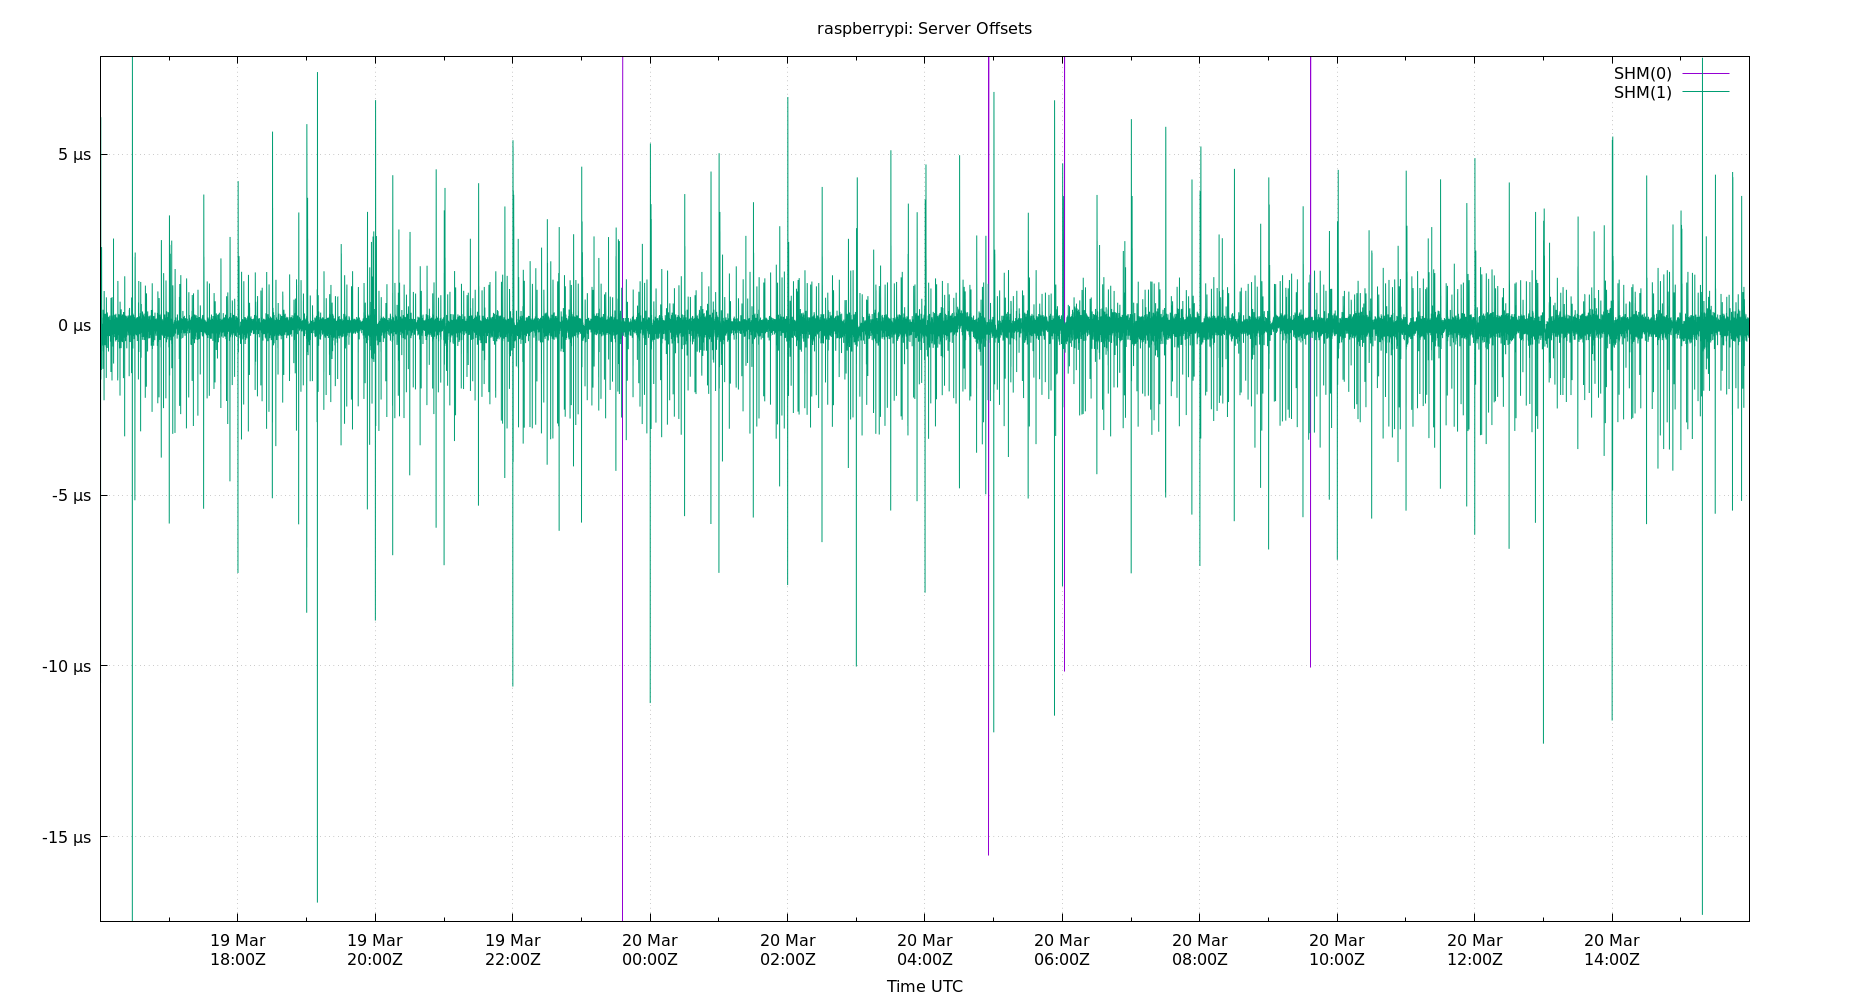 raspberrypi: Server Offsets
SHM(0)
SHM(1)
5 µs
0 µs
-5 µs
-10 µs
-15 µs
19 Mar
18:00Z
19 Mar
20:00Z
19 Mar
22:00Z
20 Mar
00:00Z
20 Mar
02:00Z
20 Mar
04:00Z
20 Mar
06:00Z
20 Mar
08:00Z
20 Mar
10:00Z
20 Mar
12:00Z
20 Mar
14:00Z
Time UTC